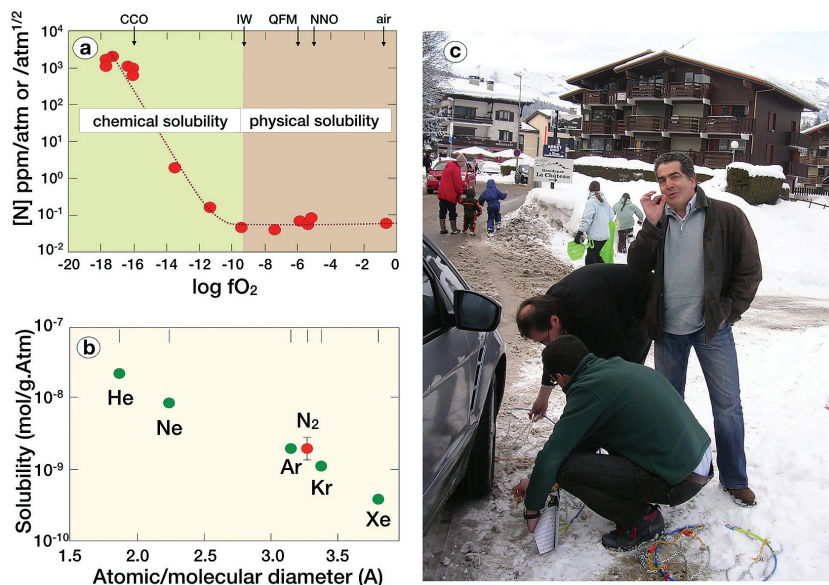 CCO IW QFM NNO air
a
[N] ppm/atm or /atm1/2
10^4
10^3
10^2
10^1
10^0
10^-1
10^-2
chemical solubility physical solubility
-20 -18 -16 -14 -12 -10 -8 -6 -4 -2 0
log fO2
b
Solubility (mol/g.Atm)
10^-7
10^-8
10^-9
10^-10
He
Ne
Ar
N2
Kr
Xe
1.5 2.0 2.5 3.0 3.5
Atomic/molecular diameter (A)
c
Résidence
Le Château